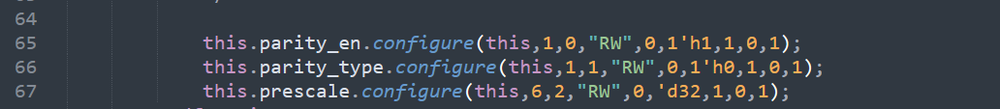 64
65 this.parity_en.configure(this,1,0,"RW",0,1'h1,1,0,1);
66 this.parity_type.configure(this,1,1,"RW",0,1'h0,1,0,1);
67 this.prescale.configure(this,6,2,"RW",0,'d32,1,0,1);